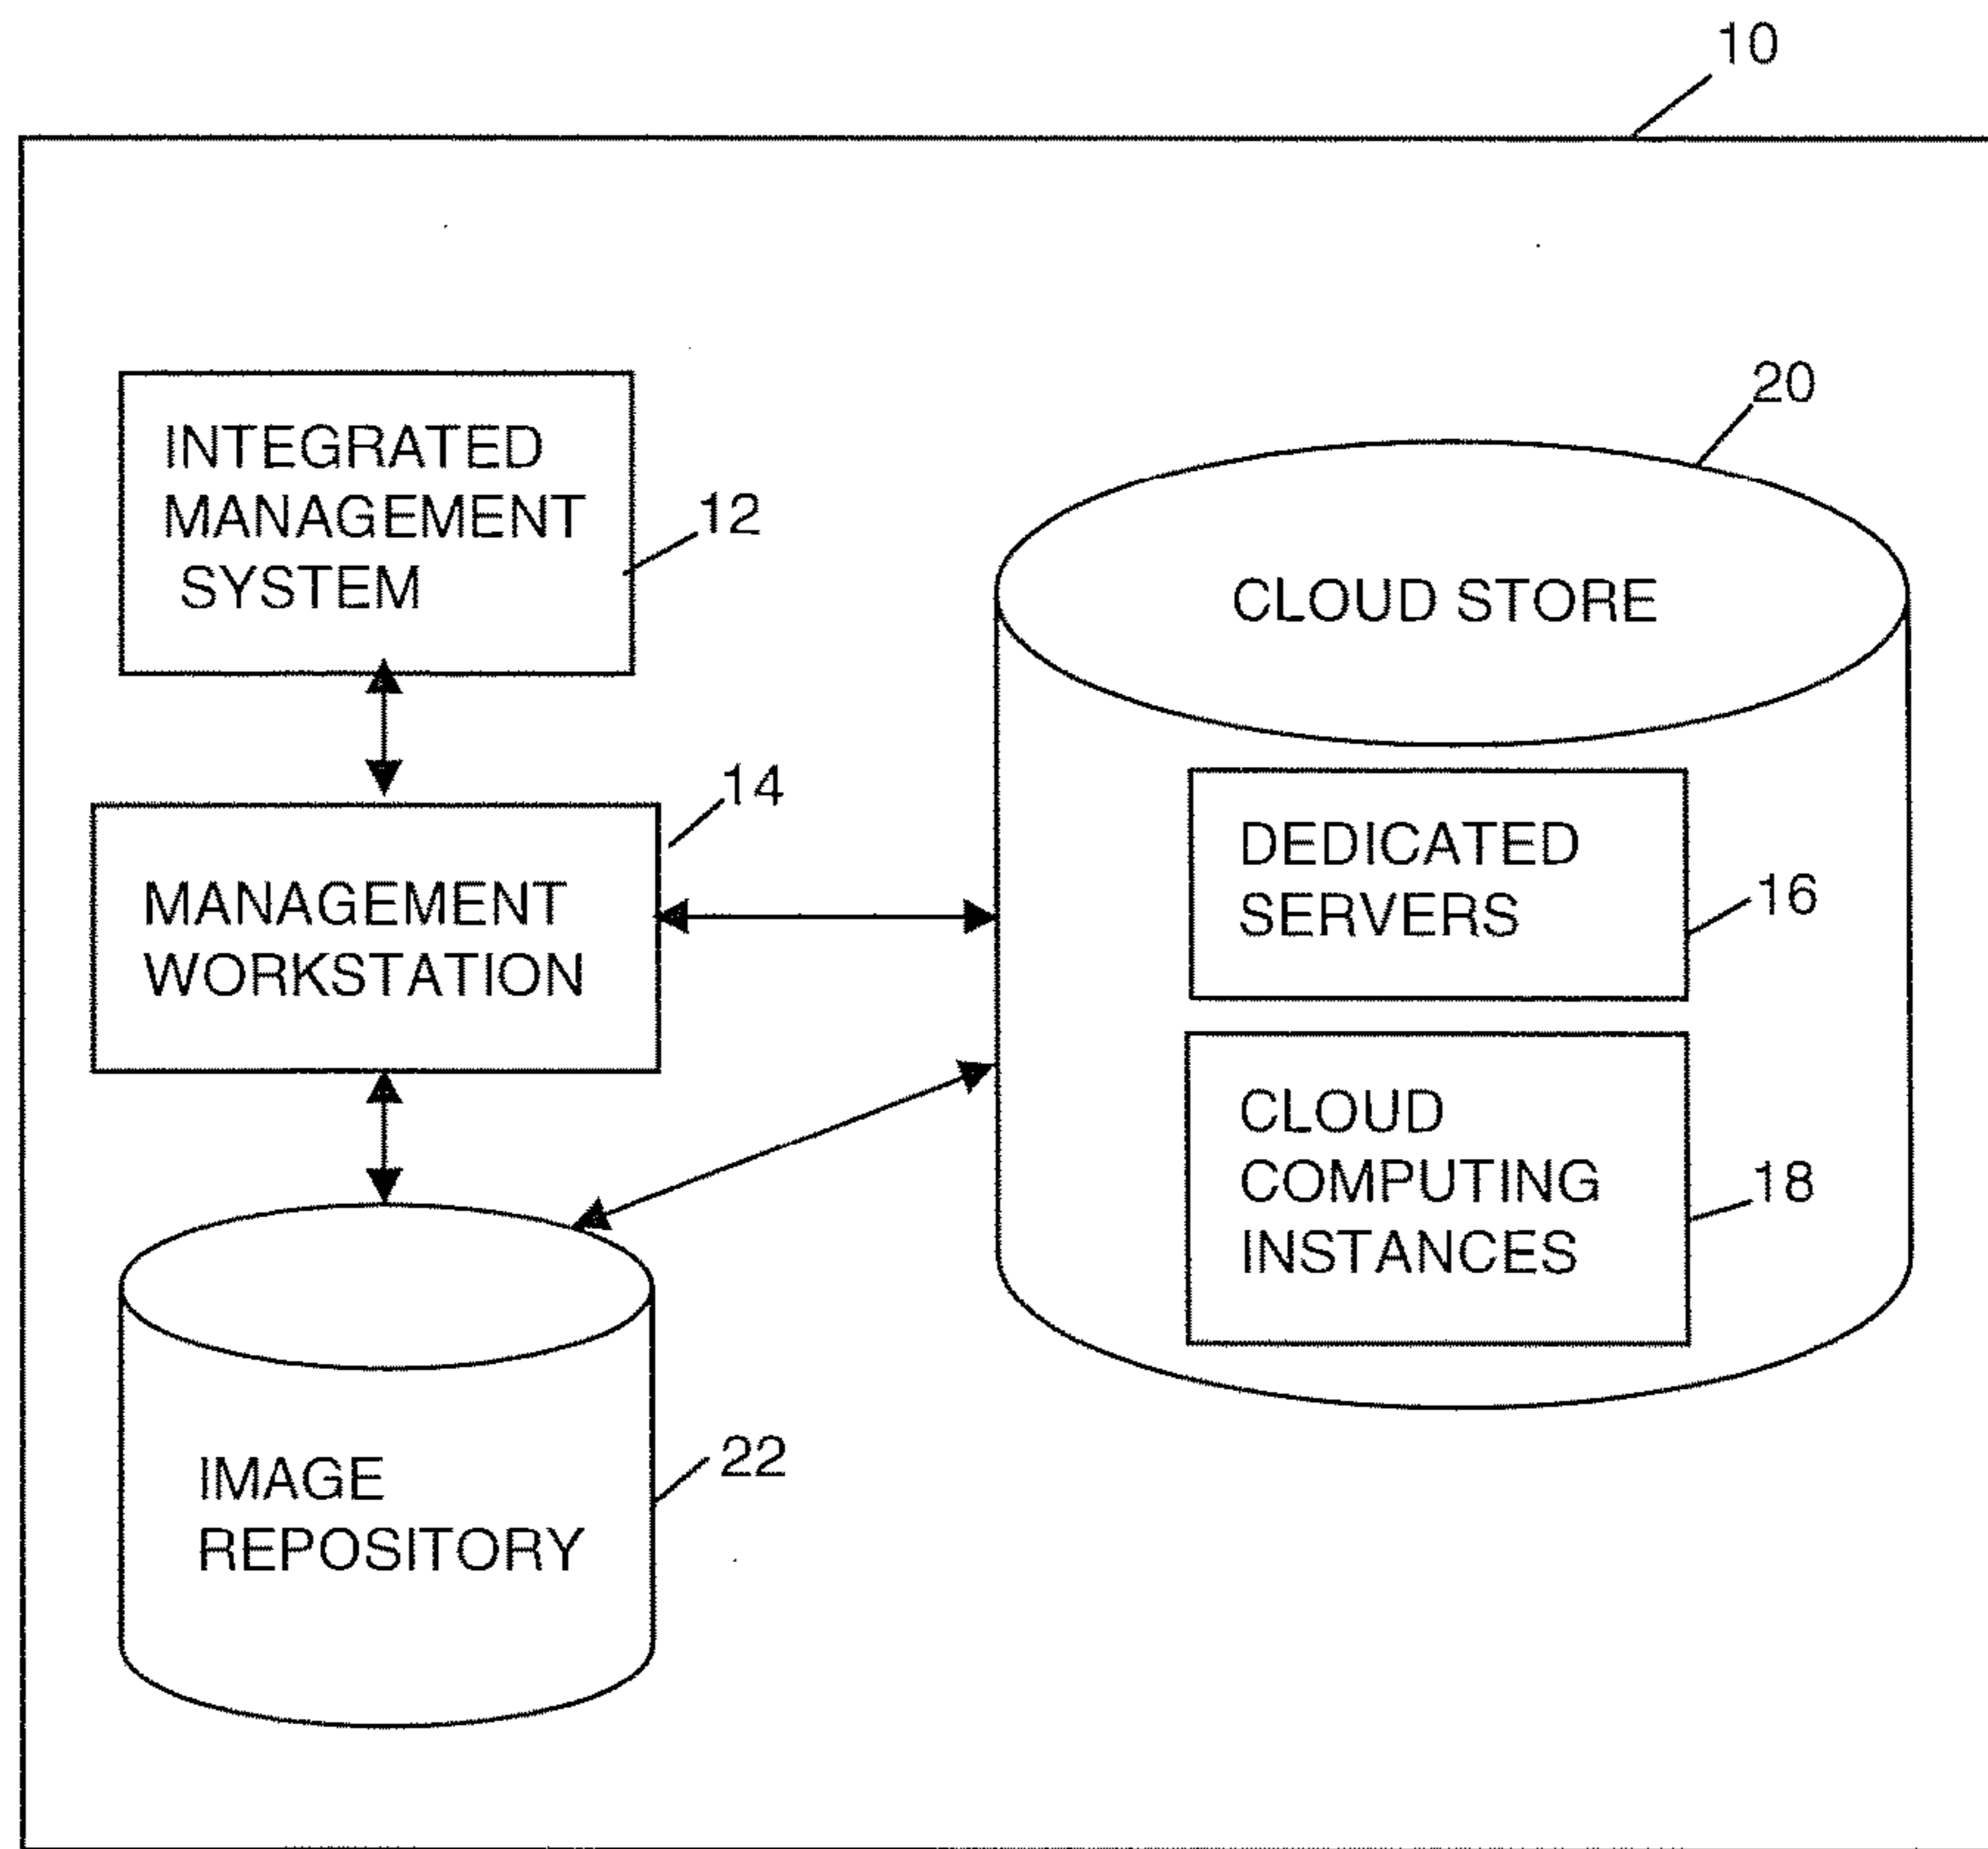 10
INTEGRATED
MANAGEMENT
SYSTEM
12
20
CLOUD STORE
14
MANAGEMENT
WORKSTATION
DEDICATED
SERVERS
16
CLOUD
COMPUTING
INSTANCES
18
IMAGE
REPOSITORY
22